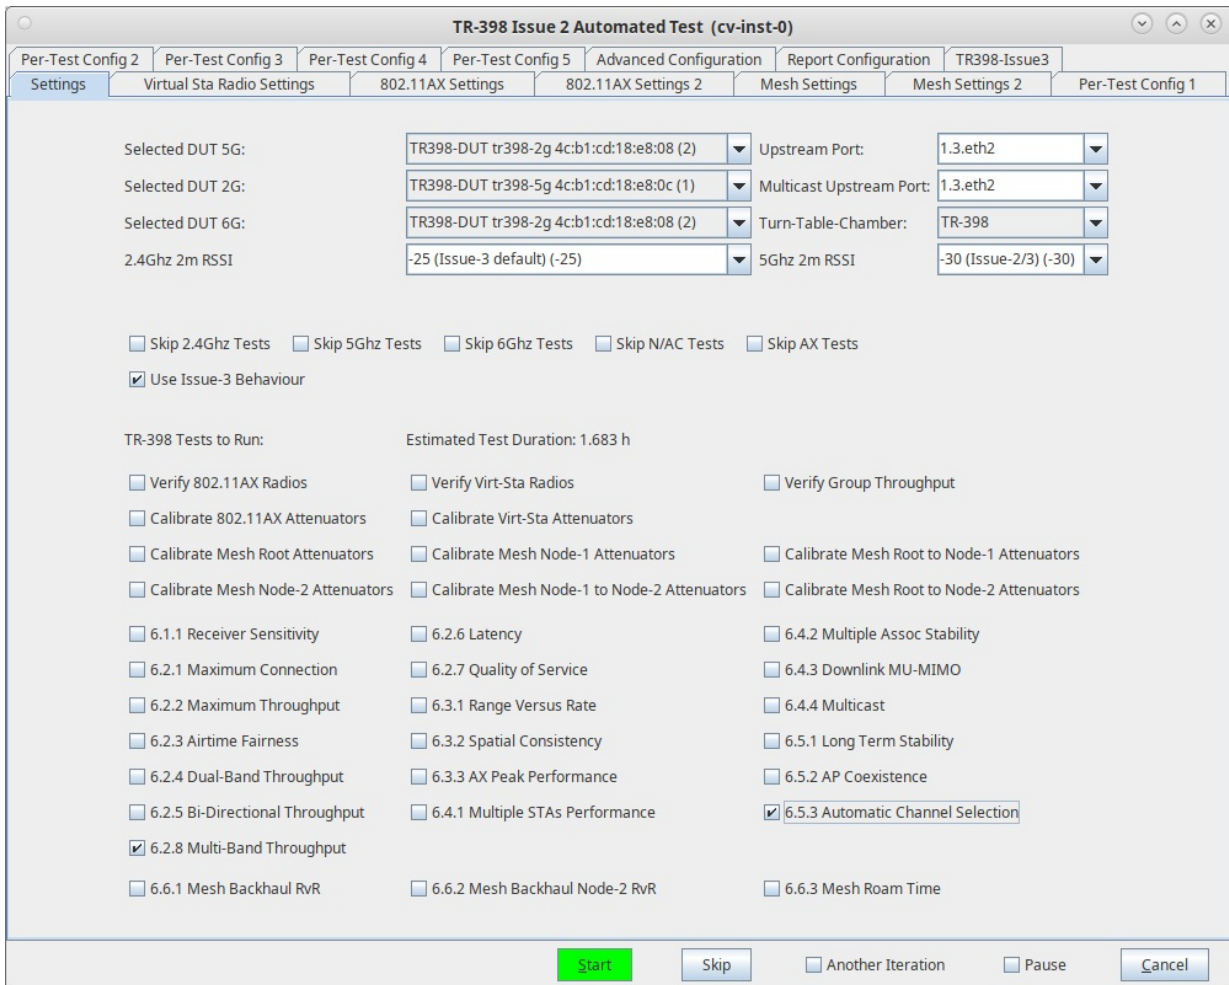 TR-398 Issue 2 Automated Test (cv-inst-0)
Per-Test Config 2 Per-Test Config 3 Per-Test Config 4 Per-Test Config 5 Advanced Configuration Report Configuration TR398-Issue3
Settings Virtual Sta Radio Settings 802.11AX Settings 802.11AX Settings 2 Mesh Settings Mesh Settings 2 Per-Test Config 1
Selected DUT 5G: TR398-DUT tr398-2g 4c:b1:cd:18:e8:08 (2) Upstream Port: 1.3.eth2
Selected DUT 2G: TR398-DUT tr398-5g 4c:b1:cd:18:e8:0c (1) Multicast Upstream Port: 1.3.eth2
Selected DUT 6G: TR398-DUT tr398-2g 4c:b1:cd:18:e8:08 (2) Turn-Table-Chamber: TR-398
2.4Ghz 2m RSSI -25 (Issue-3 default) (-25) 5Ghz 2m RSSI -30 (Issue-2/3) (-30)
Skip 2.4Ghz Tests Skip 5Ghz Tests Skip 6Ghz Tests Skip N/AC Tests Skip AX Tests
Use Issue-3 Behaviour
TR-398 Tests to Run: Estimated Test Duration: 1.683 h
Verify 802.11AX Radios Verify Virt-Sta Radios Verify Group Throughput
Calibrate 802.11AX Attenuators Calibrate Virt-Sta Attenuators
Calibrate Mesh Root Attenuators Calibrate Mesh Node-1 Attenuators Calibrate Mesh Root to Node-1 Attenuators
Calibrate Mesh Node-2 Attenuators Calibrate Mesh Node-1 to Node-2 Attenuators Calibrate Mesh Root to Node-2 Attenuators
6.1.1 Receiver Sensitivity 6.2.6 Latency 6.4.2 Multiple Assoc Stability
6.2.1 Maximum Connection 6.2.7 Quality of Service 6.4.3 Downlink MU-MIMO
6.2.2 Maximum Throughput 6.3.1 Range Versus Rate 6.4.4 Multicast
6.2.3 Airtime Fairness 6.3.2 Spatial Consistency 6.5.1 Long Term Stability
6.2.4 Dual-Band Throughput 6.3.3 AX Peak Performance 6.5.2 AP Coexistence
6.2.5 Bi-Directional Throughput 6.4.1 Multiple STAs Performance 6.5.3 Automatic Channel Selection
6.2.8 Multi-Band Throughput
6.6.1 Mesh Backhaul RvR 6.6.2 Mesh Backhaul Node-2 RvR 6.6.3 Mesh Roam Time
Start Skip Another Iteration Pause Cancel